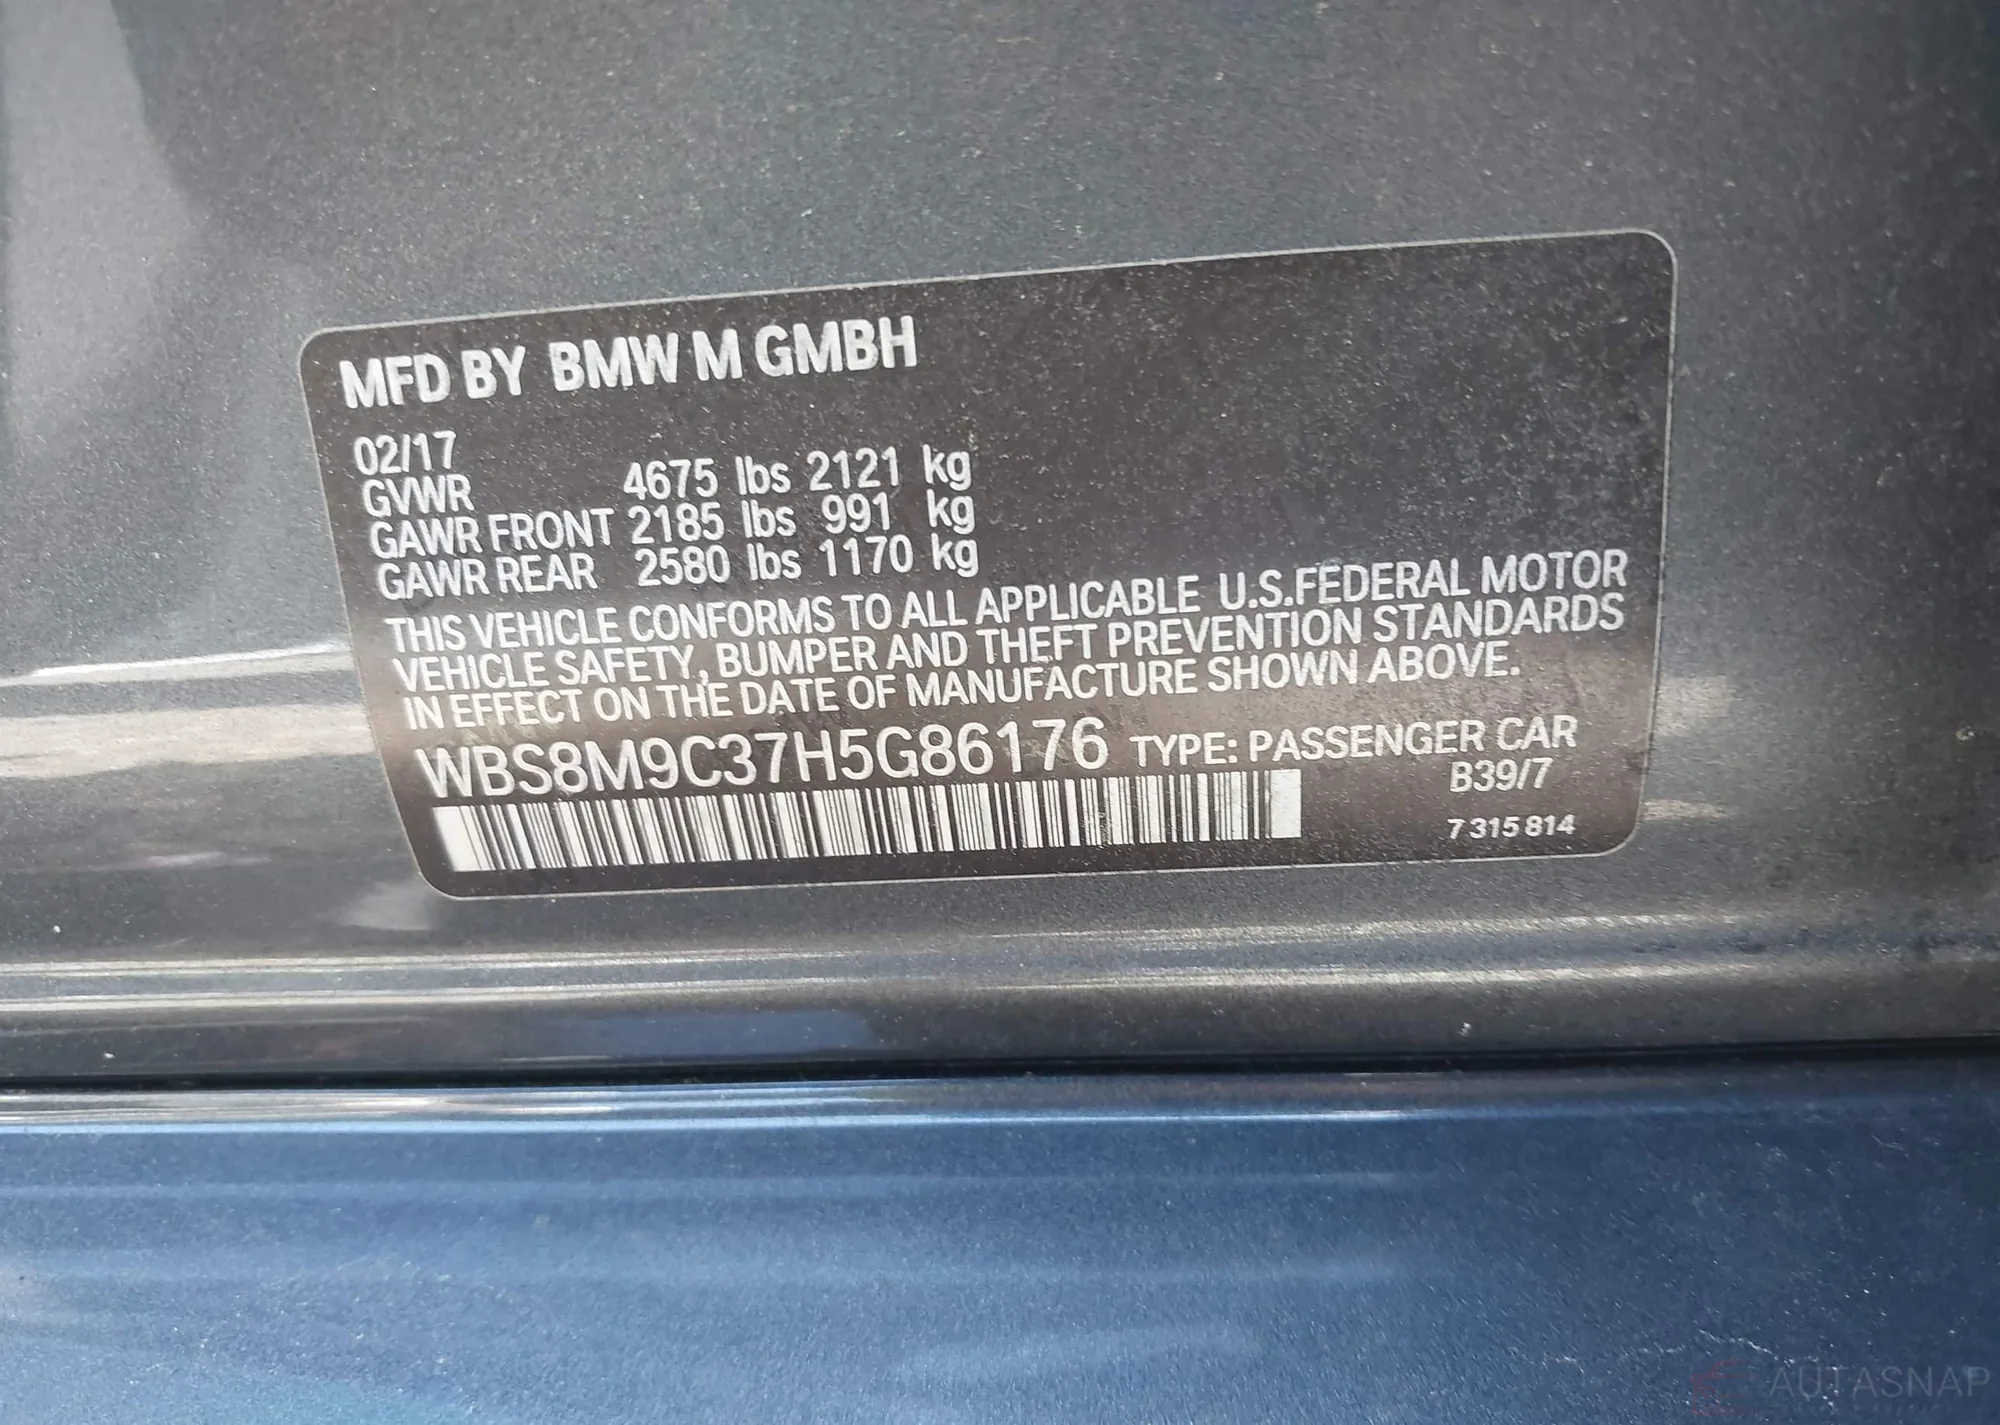 MFD BY BMW M GMBH
02/17
GVWR 4675 lbs 2121 kg
GAWR FRONT 2185 lbs 991 kg
GAWR REAR 2580 lbs 1170 kg
THIS VEHICLE CONFORMS TO ALL APPLICABLE U.S.FEDERAL MOTOR
VEHICLE SAFETY, BUMPER AND THEFT PREVENTION STANDARDS
IN EFFECT ON THE DATE OF MANUFACTURE SHOWN ABOVE.
WBS8M9C37H5G86176 TYPE: PASSENGER CAR
B39/7
7 315 814
AUTASNAP